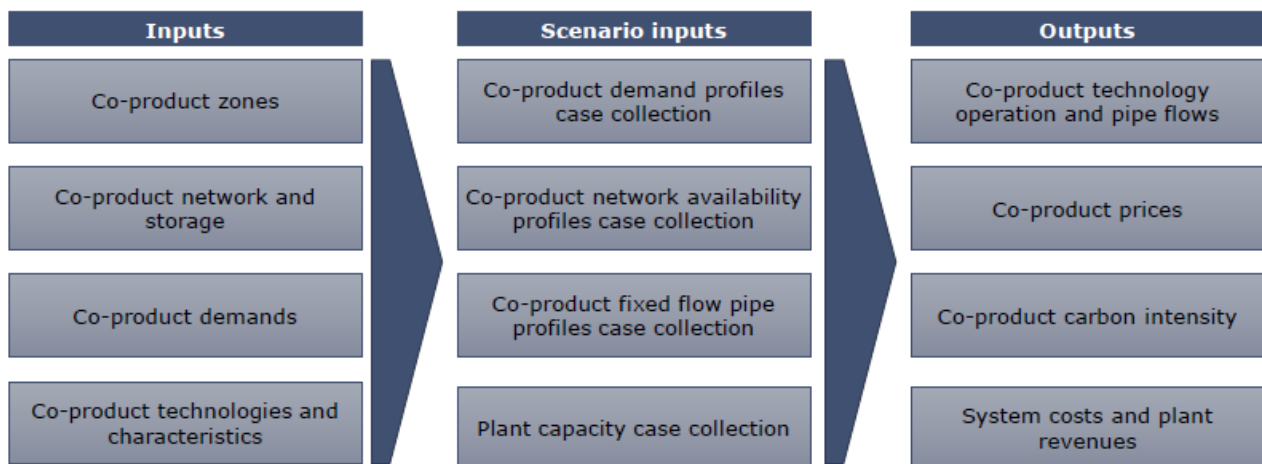 Inputs
Co-product zones
Co-product network and
storage
Co-product demands
Co-product technologies and
characteristics
Scenario inputs
Co-product demand profiles
case collection
Co-product network availability
profiles case collection
Co-product fixed flow pipe
profiles case collection
Plant capacity case collection
Outputs
Co-product technology
operation and pipe flows
Co-product prices
Co-product carbon intensity
System costs and plant
revenues